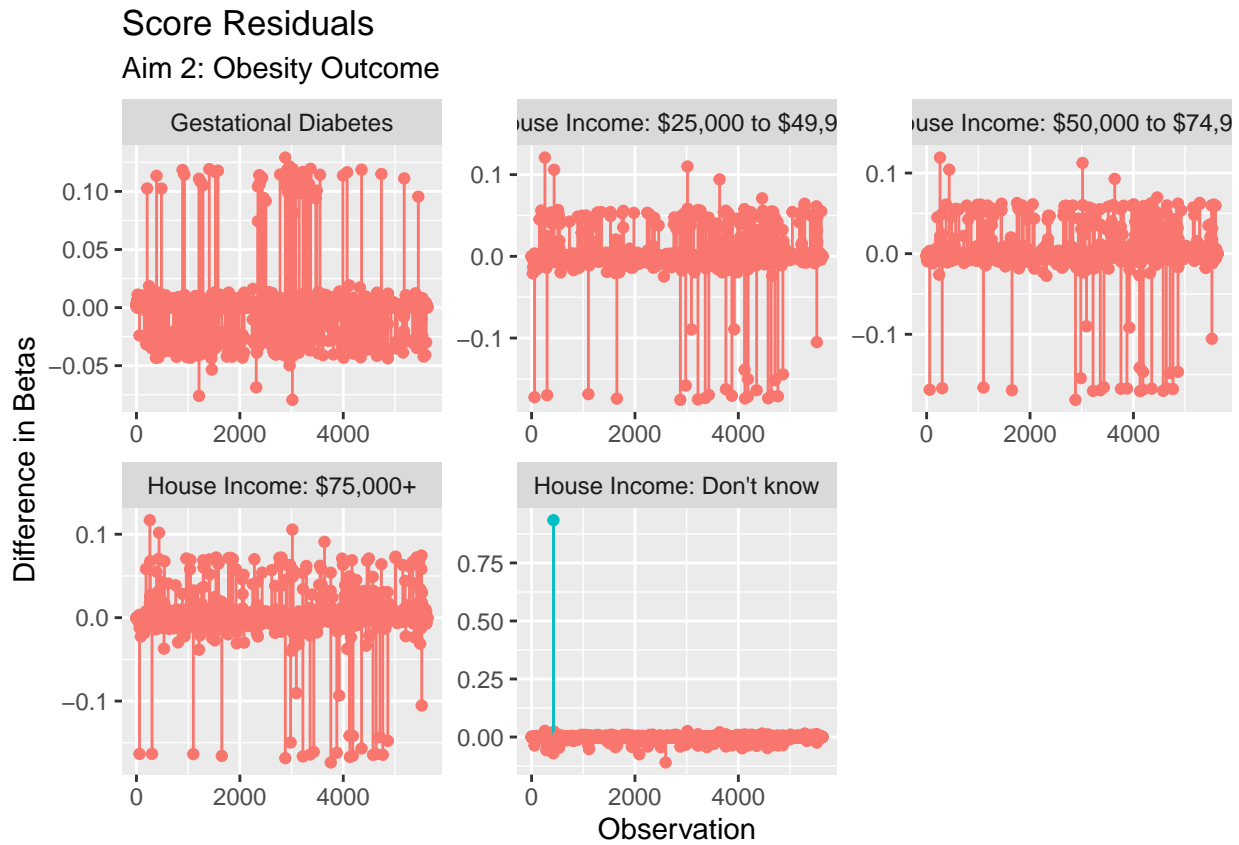 Score Residuals
Aim 2: Obesity Outcome
Gestational Diabetes
ouse Income: $25,000 to $49,9
ouse Income: $50,000 to $74,9
0.10
0.05
0.00
−0.05
0.1
0.0
−0.1
0.1
0.0
−0.1
0 2000 4000
0 2000 4000
0 2000 4000
Difference in Betas
House Income: $75,000+
House Income: Don't know
0.1
0.0
−0.1
0.75
0.50
0.25
0.00
0 2000 4000
0 2000 4000
Observation